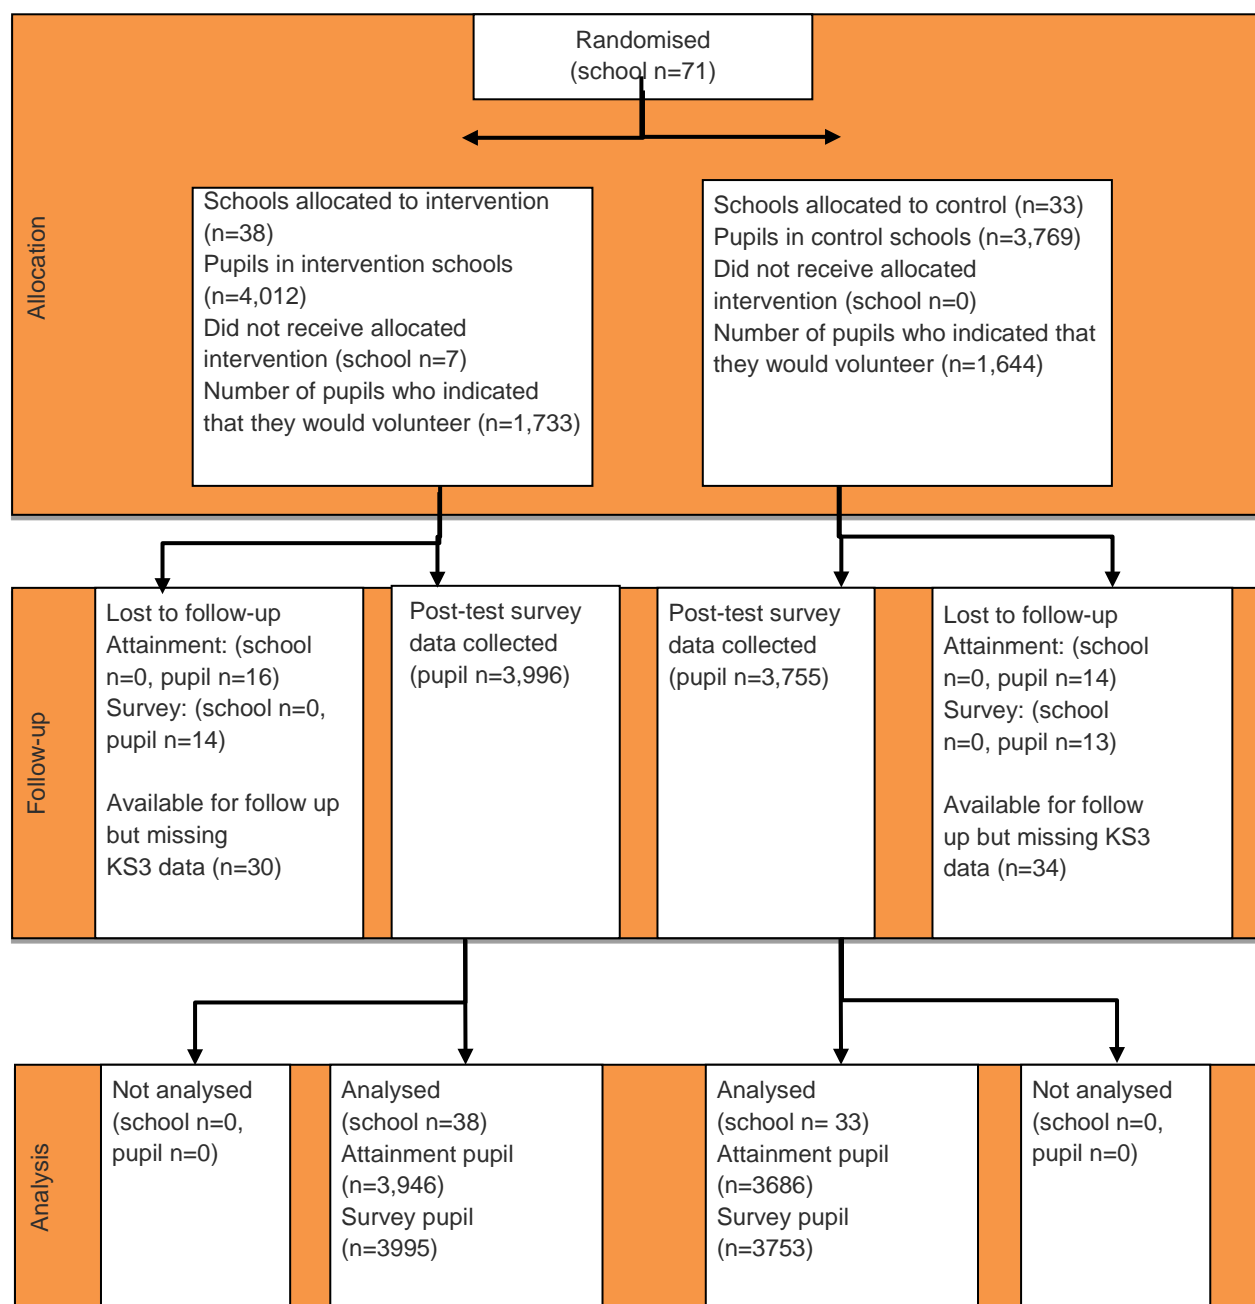 Randomised
(school n=71)
Allocation
Schools allocated to intervention
(n=38)
Pupils in intervention schools
(n=4,012)
Did not receive allocated
intervention (school n=7)
Number of pupils who indicated
that they would volunteer (n=1,733)
Schools allocated to control (n=33)
Pupils in control schools (n=3,769)
Did not receive allocated
intervention (school n=0)
Number of pupils who indicated that
they would volunteer (n=1,644)
Follow-up
Lost to follow-up
Attainment: (school
n=0, pupil n=16)
Survey: (school n=0,
pupil n=14)
Available for follow up
but missing
KS3 data (n=30)
Post-test survey
data collected
(pupil n=3,996)
Post-test survey
data collected
(pupil n=3,755)
Lost to follow-up
Attainment: (school
n=0, pupil n=14)
Survey: (school
n=0, pupil n=13)
Available for follow
up but missing KS3
data (n=34)
Analysis
Not analysed
(school n=0,
pupil n=0)
Analysed
(school n=38)
Attainment pupil
(n=3,946)
Survey pupil
(n=3995)
Analysed
(school n= 33)
Attainment pupil
(n=3686)
Survey pupil
(n=3753)
Not analysed
(school n=0,
pupil n=0)